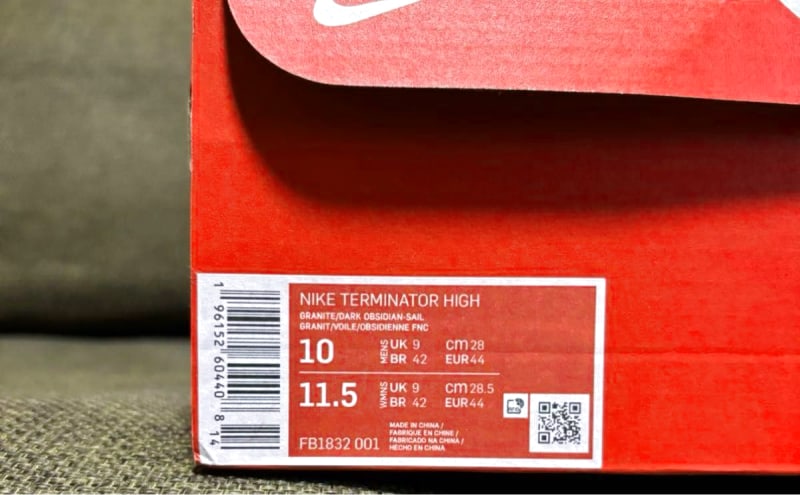 NIKE TERMINATOR HIGH
GRANITE/DARK OBSIDIAN-SAIL
GRANIT/VOILE/OBSIDIENNE FNC
10 MENS UK 9 cm 28
BR 42 EUR 44
11.5 WMNS UK 9 cm 28.5
BR 42 EUR 44
MADE IN CHINA /
FABRIQUÉ EN CHINE /
FABRICADO NA CHINA /
HECHO EN CHINA
FB1832 001
1 96152 60440 8 14